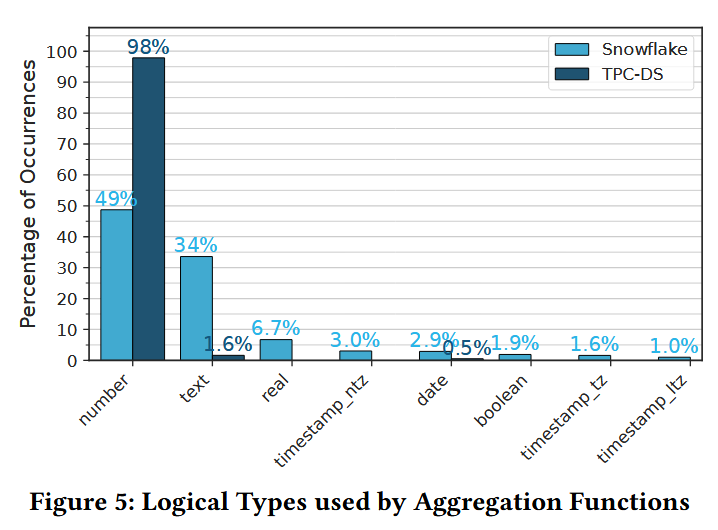 98%
Snowflake
TPC-DS
Percentage of Occurrences
100
90
80
70
60
50
40
30
20
10
0
49%
34%
1.6%
6.7%
3.0%
2.9%
0.5%
1.9%
1.6%
1.0%
number
text
real
timestamp_ntz
date
boolean
timestamp_tz
timestamp_ltz
Figure 5: Logical Types used by Aggregation Functions